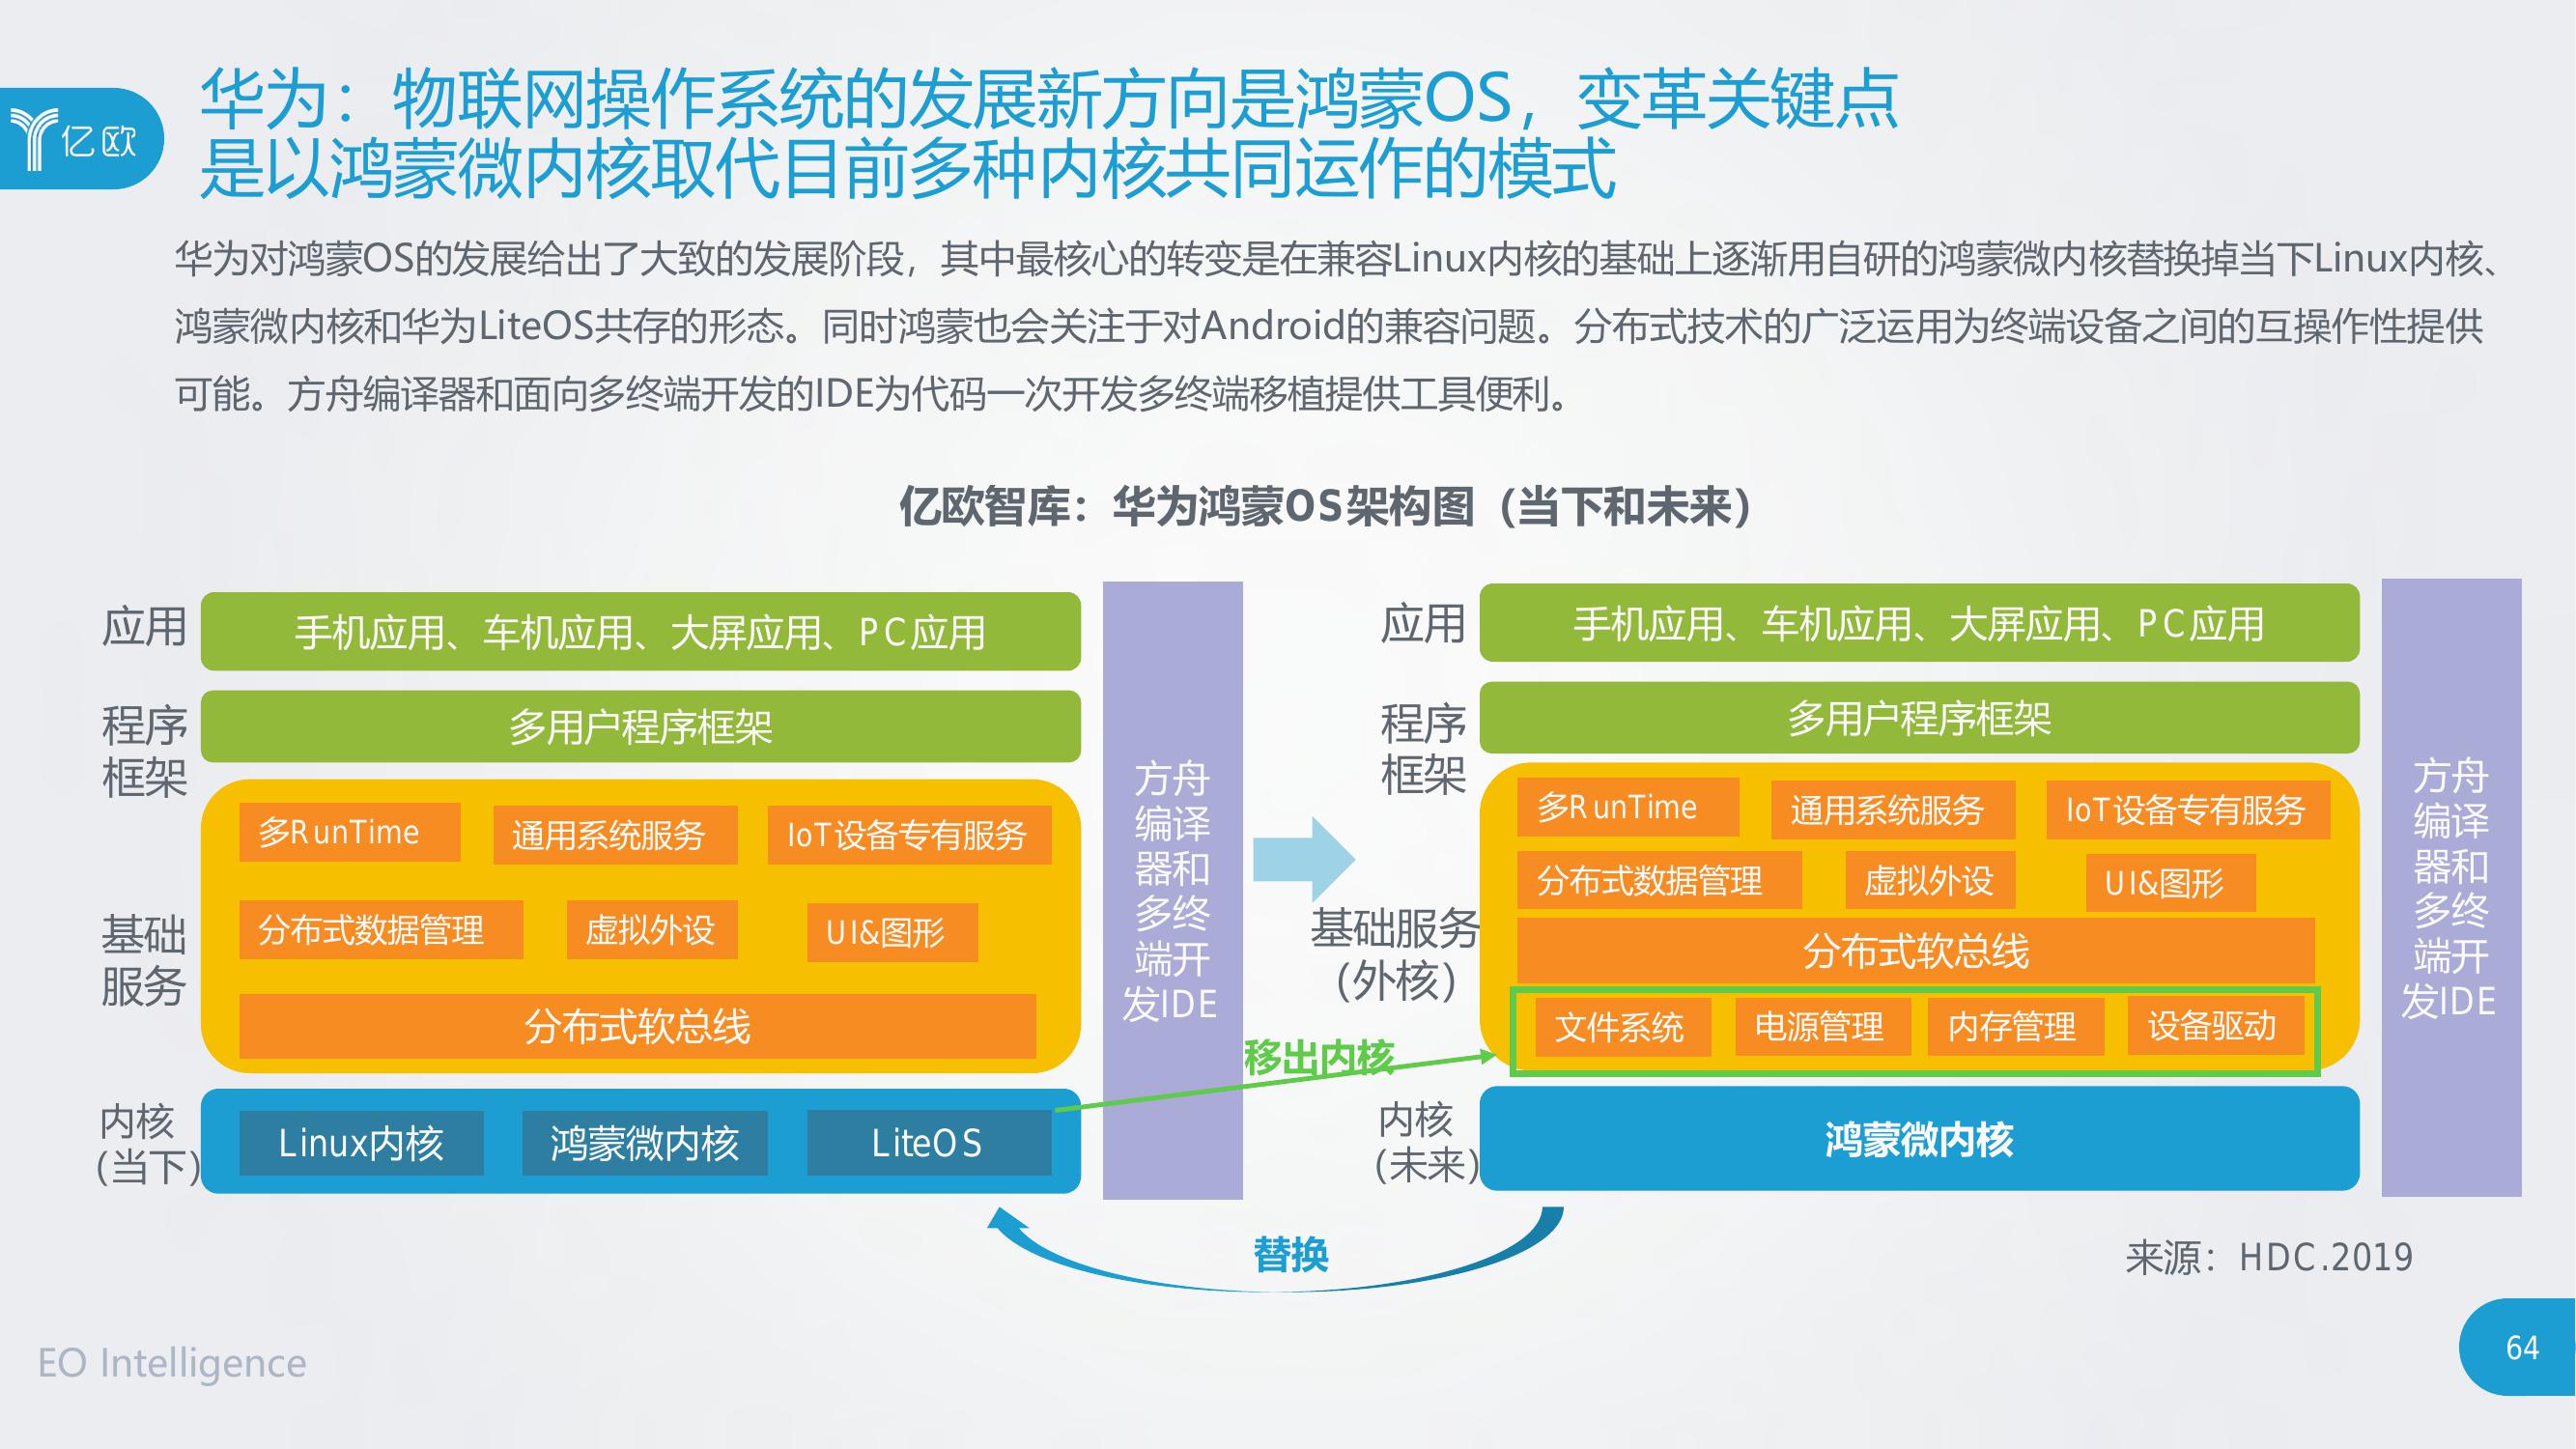 亿欧
华为：物联网操作系统的发展新方向是鸿蒙OS，变革关键点
是以鸿蒙微内核取代目前多种内核共同运作的模式
华为对鸿蒙OS的发展给出了大致的发展阶段，其中最核心的转变是在兼容Linux内核的基础上逐渐用自研的鸿蒙微内核替换掉当下Linux内核、
鸿蒙微内核和华为LiteOS共存的形态。同时鸿蒙也会关注于对Android的兼容问题。分布式技术的广泛运用为终端设备之间的互操作性提供
可能。方舟编译器和面向多终端开发的IDE为代码一次开发多终端移植提供工具便利。
亿欧智库：华为鸿蒙OS架构图（当下和未来）
应用
手机应用、车机应用、大屏应用、PC应用
程序
框架
多用户程序框架
基础
服务
多RunTime
通用系统服务
IoT设备专有服务
分布式数据管理
虚拟外设
UI&图形
分布式软总线
内核
（当下）
Linux内核
鸿蒙微内核
LiteOS
方舟
编译
器和
多终
端开
发IDE
移出内核
替换
应用
手机应用、车机应用、大屏应用、PC应用
程序
框架
多用户程序框架
基础服务
（外核）
多RunTime
通用系统服务
IoT设备专有服务
分布式数据管理
虚拟外设
UI&图形
分布式软总线
文件系统
电源管理
内存管理
设备驱动
内核
（未来）
鸿蒙微内核
方舟
编译
器和
多终
端开
发IDE
来源：HDC.2019
EO Intelligence
64